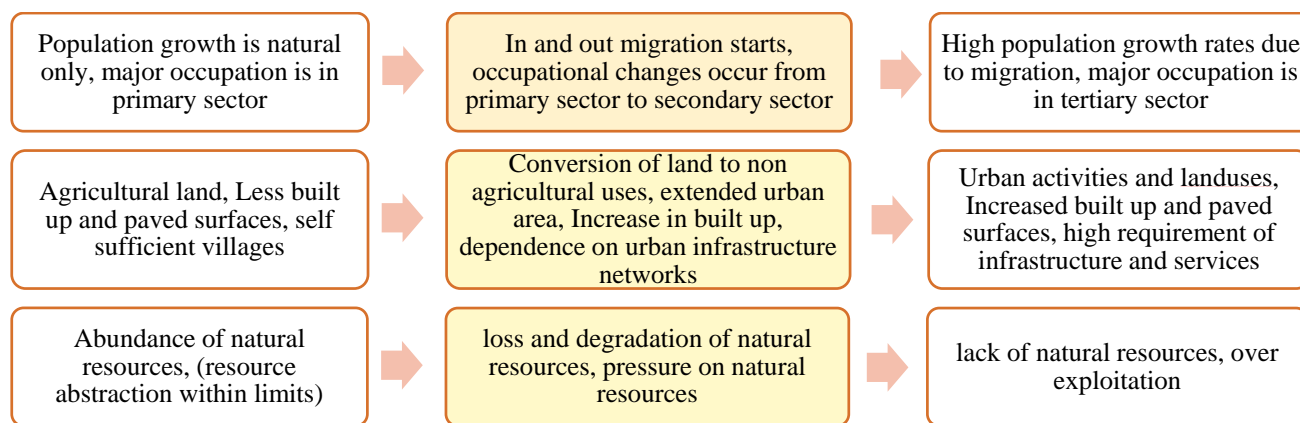 Population growth is natural
only, major occupation is in
primary sector
In and out migration starts,
occupational changes occur from
primary sector to secondary sector
High population growth rates due
to migration, major occupation is
in tertiary sector
Agricultural land, Less built
up and paved surfaces, self
sufficient villages
Conversion of land to non
agricultural uses, extended urban
area, Increase in built up,
dependence on urban infrastructure
networks
Urban activities and landuses,
Increased built up and paved
surfaces, high requirement of
infrastructure and services
Abundance of natural
resources, (resource
abstraction within limits)
loss and degradation of natural
resources, pressure on natural
resources
lack of natural resources, over
exploitation